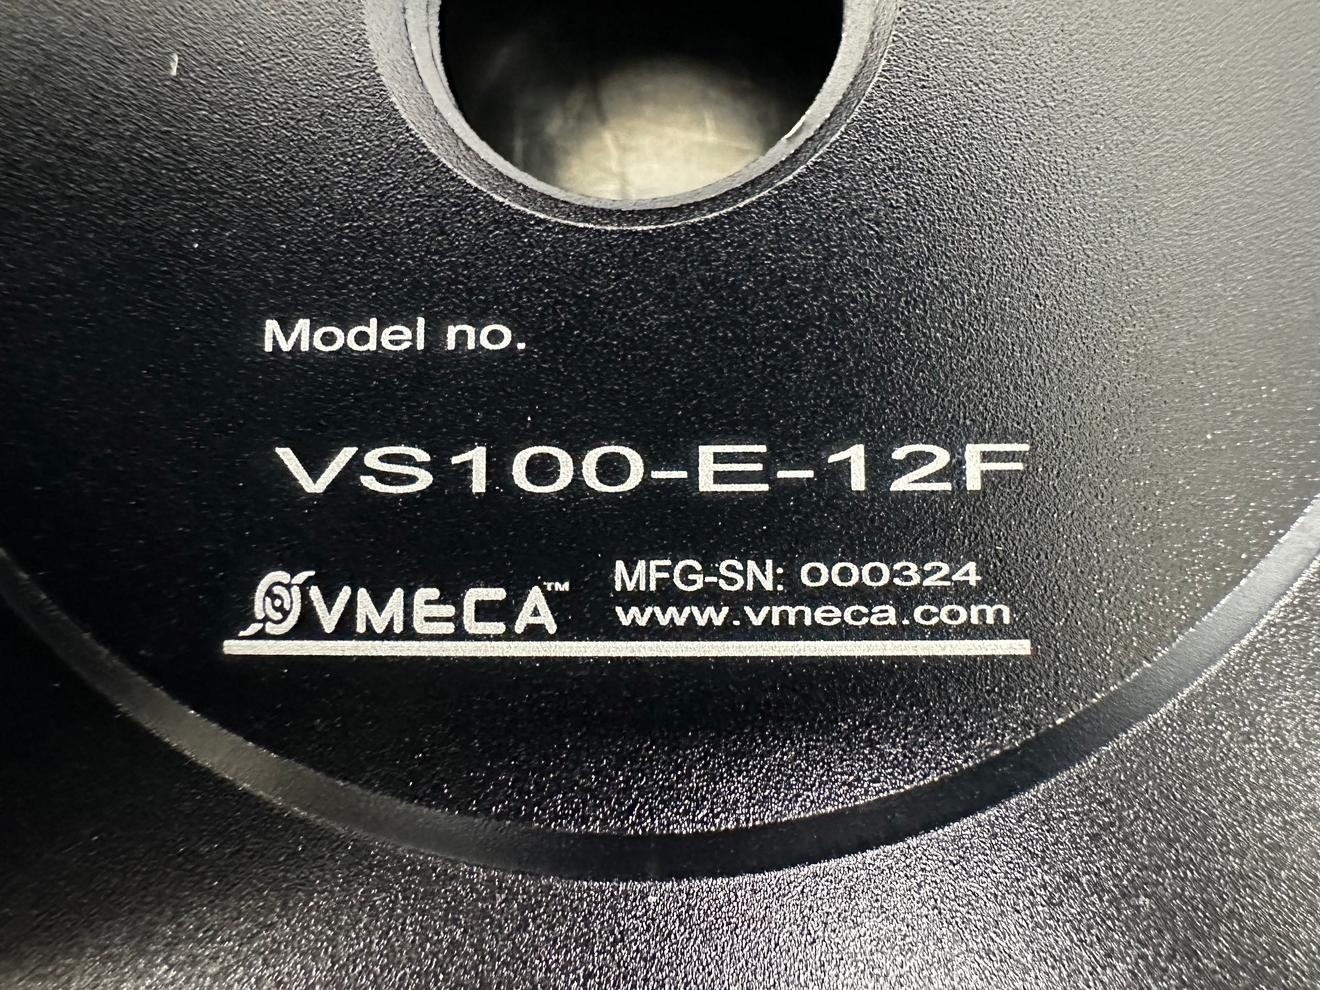 Model no.
VS100-E-12F
VMECA™ MFG-SN: 000324
www.vmeca.com